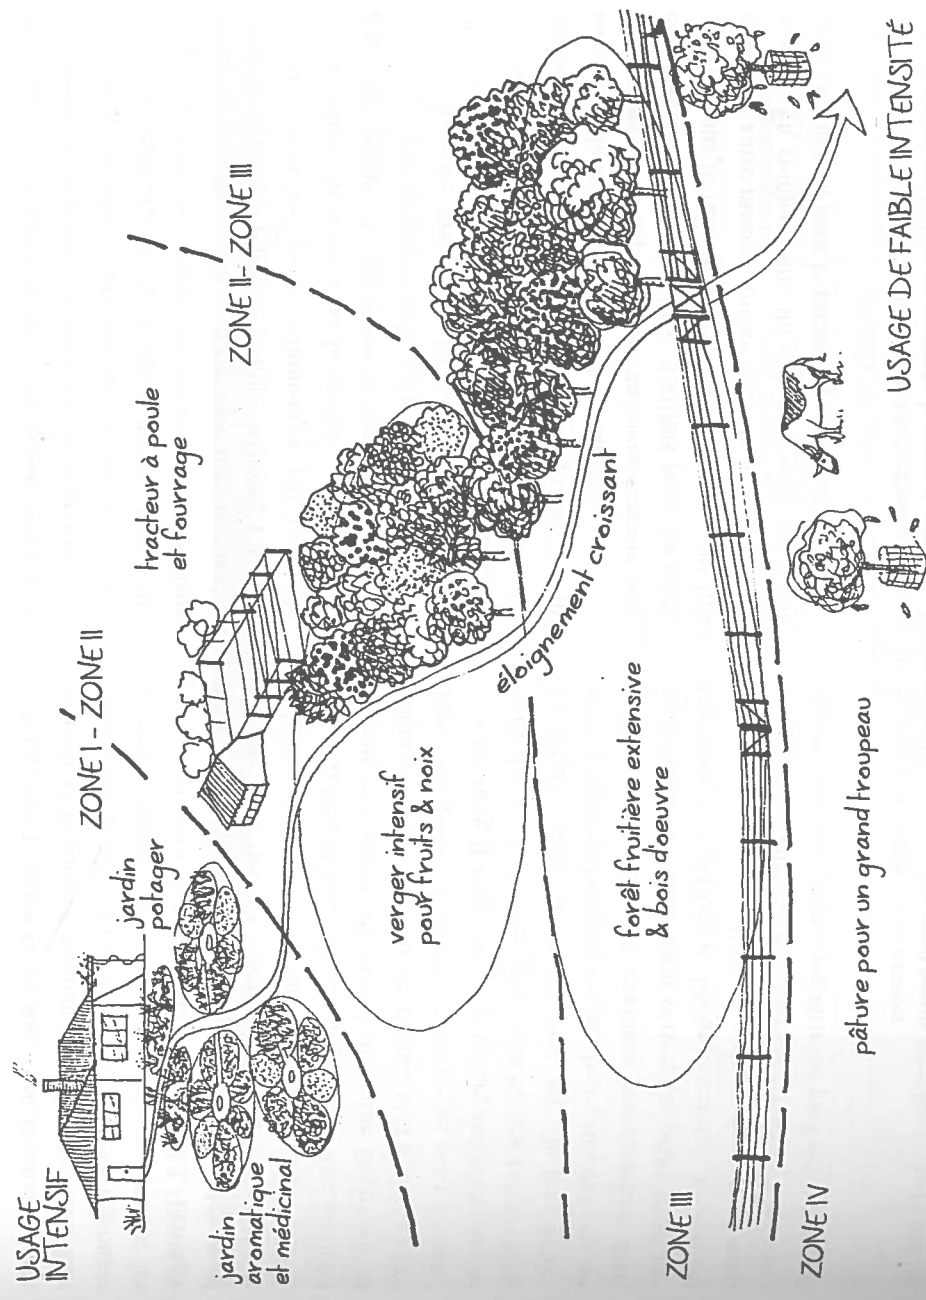 USAGE
INTENSIF
jardin
potager
jardin
aromatique
et médicinal
ZONE I - ZONE II
tracteur à poule
et fourrage
ZONE II - ZONE III
verger intensif
pour fruits & noix
éloignement croissant
forêt fruitière extensive
& bois d'oeuvre
ZONE III
ZONE IV
pâture pour un grand troupeau
USAGE DE FAIBLE INTENSITÉ